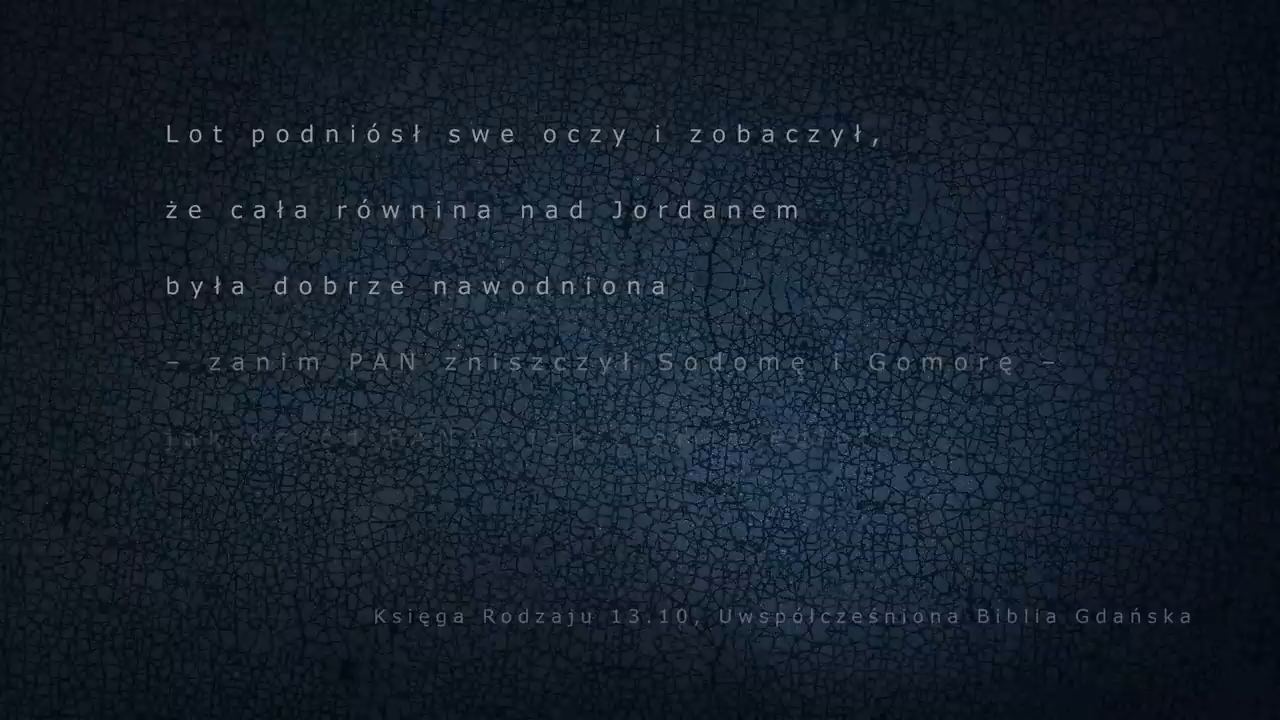 Lot podniósł swe oczy i zobaczył,
że cała równina nad Jordanem
była dobrze nawodniona
– zanim PAN zniszczył Sodomę i Gomorę –
jak
Księga Rodzaju 13.10, Uwspółcześniona Biblia Gdańska